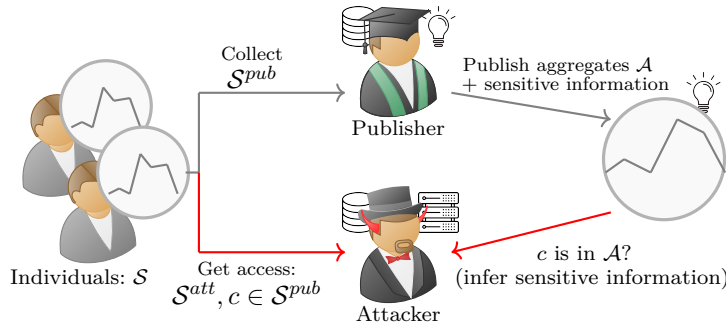 Collect
𝒮^{pub}
Publisher
Publish aggregates 𝒜
+ sensitive information
Individuals: 𝒮
Get access:
𝒮^{att}, c ∈ 𝒮^{pub}
Attacker
c is in 𝒜?
(infer sensitive information)